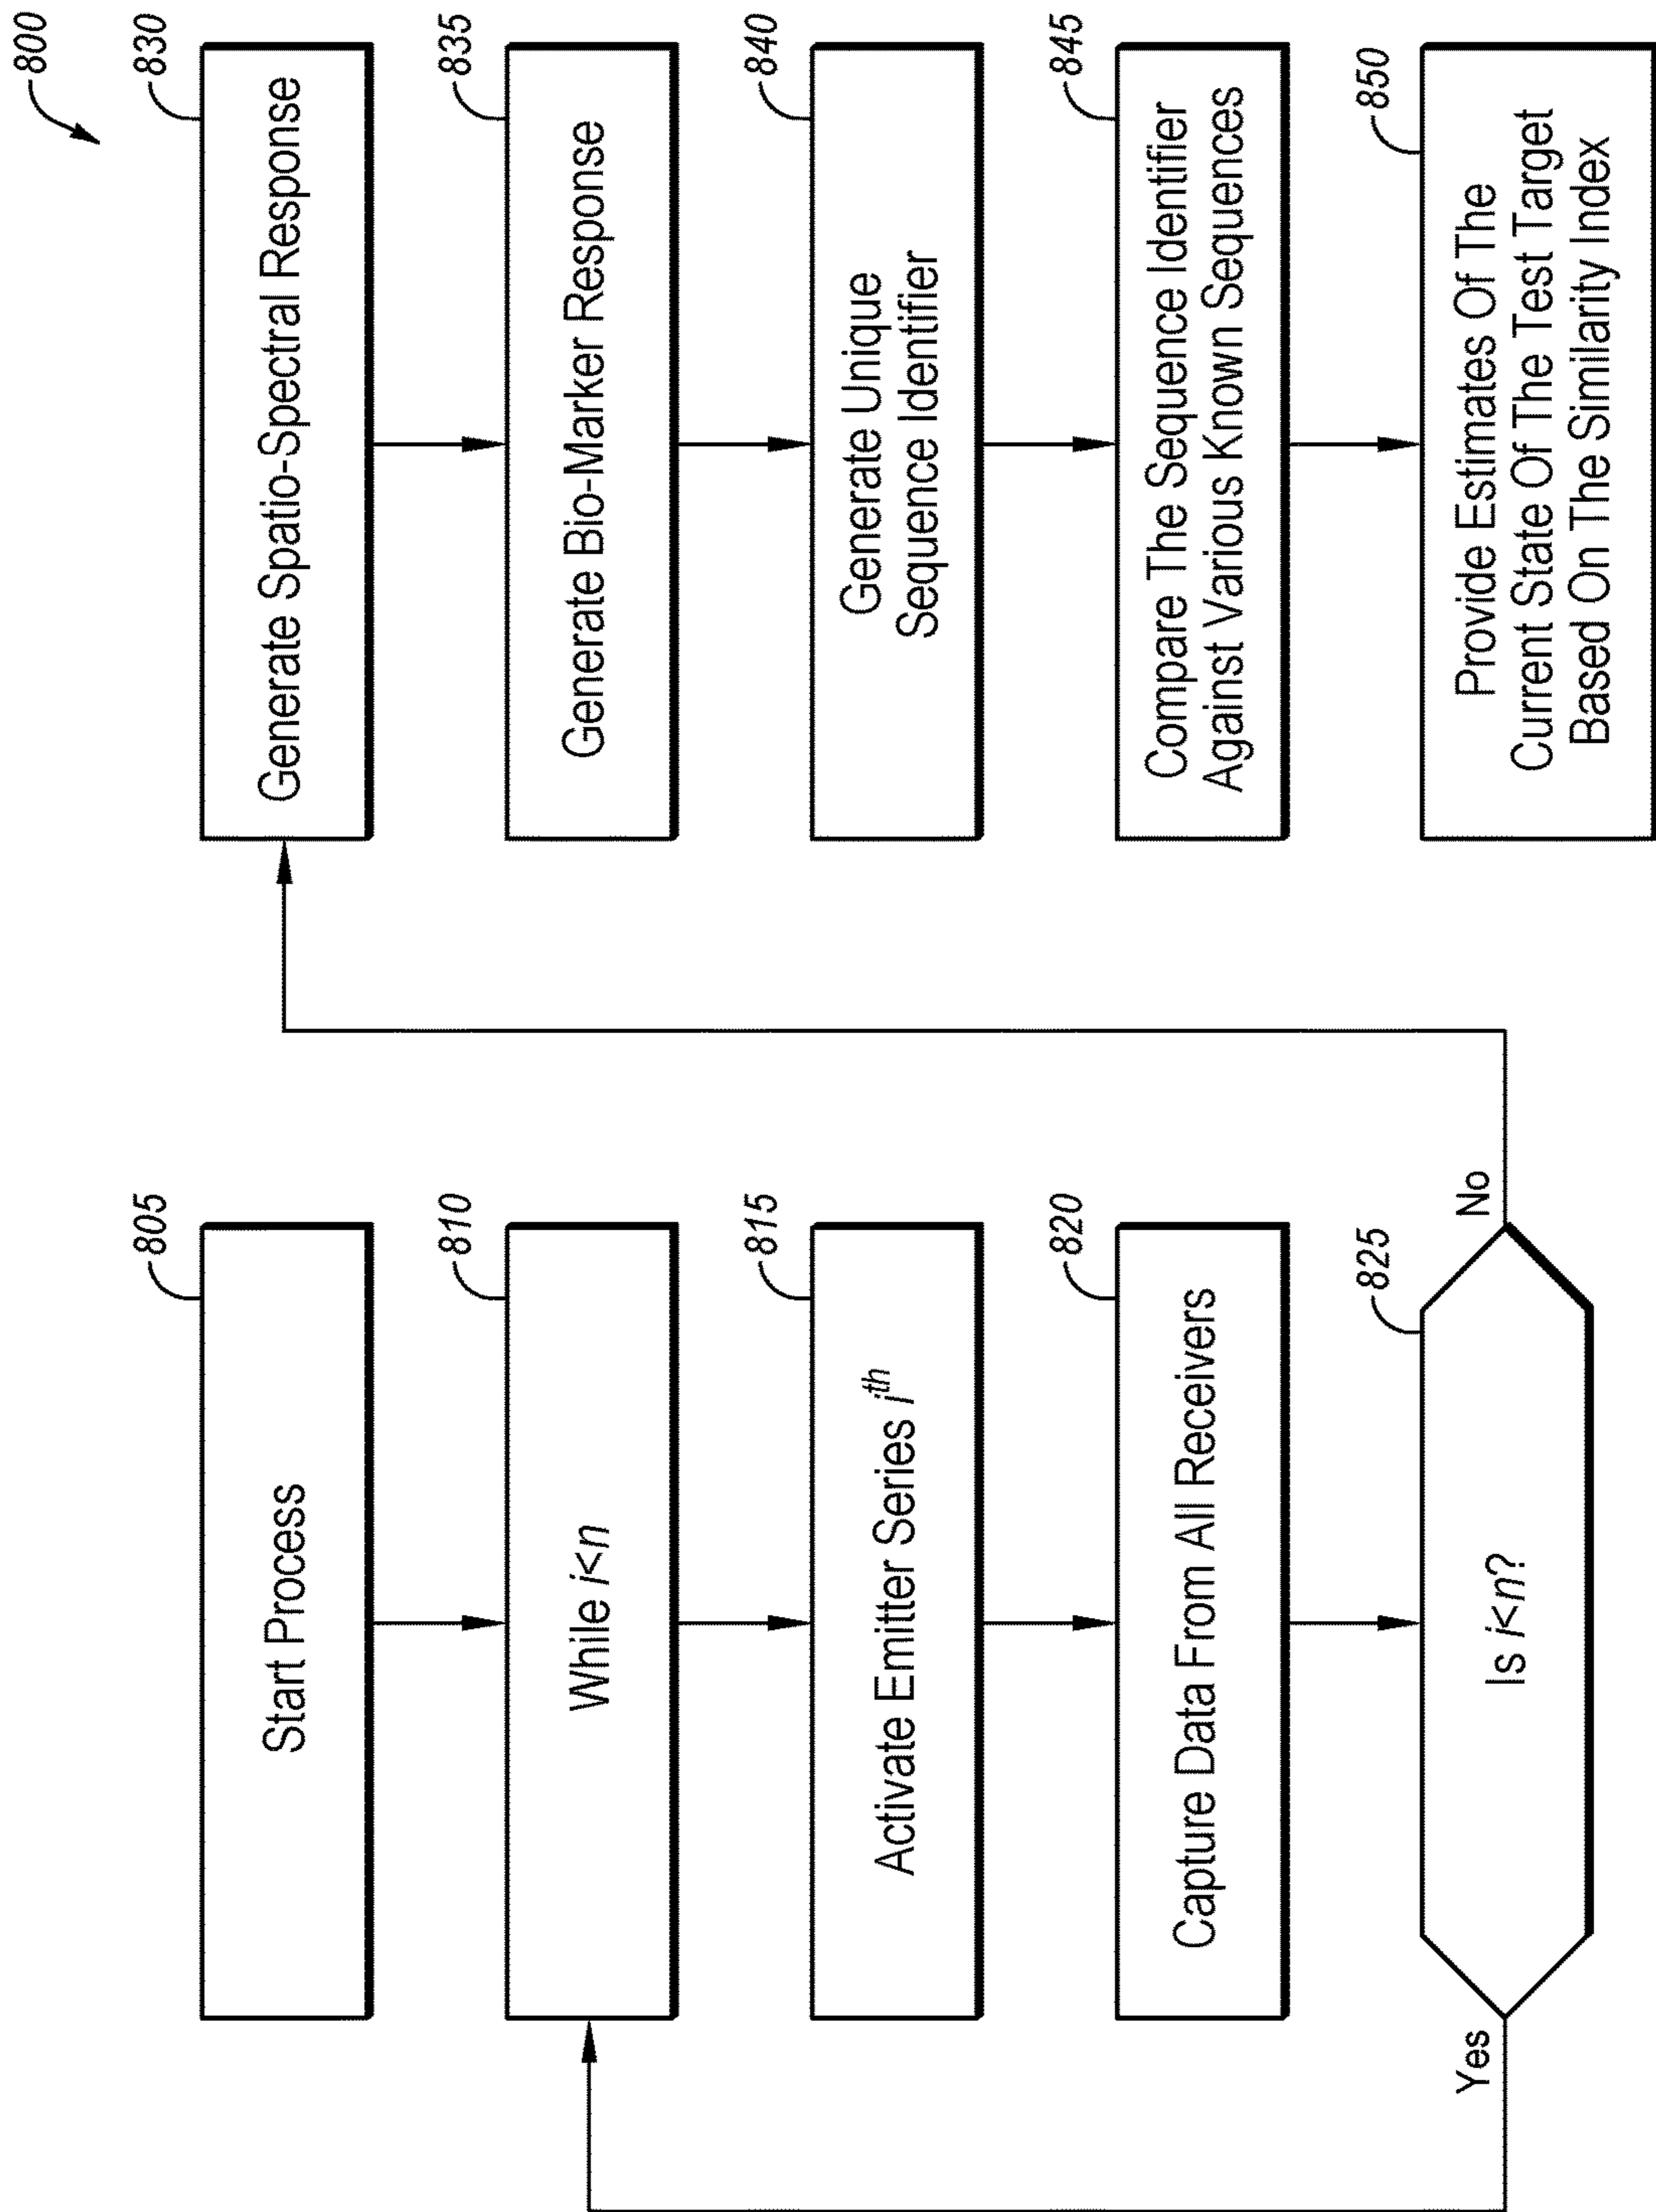 800
805
Start Process
810
While i<n
815
Activate Emitter Series i^th
820
Capture Data From All Receivers
825
Is i<n?
Yes
No
830
Generate Spatio-Spectral Response
835
Generate Bio-Marker Response
840
Generate Unique
Sequence Identifier
845
Compare The Sequence Identifier
Against Various Known Sequences
850
Provide Estimates Of The
Current State Of The Test Target
Based On The Similarity Index